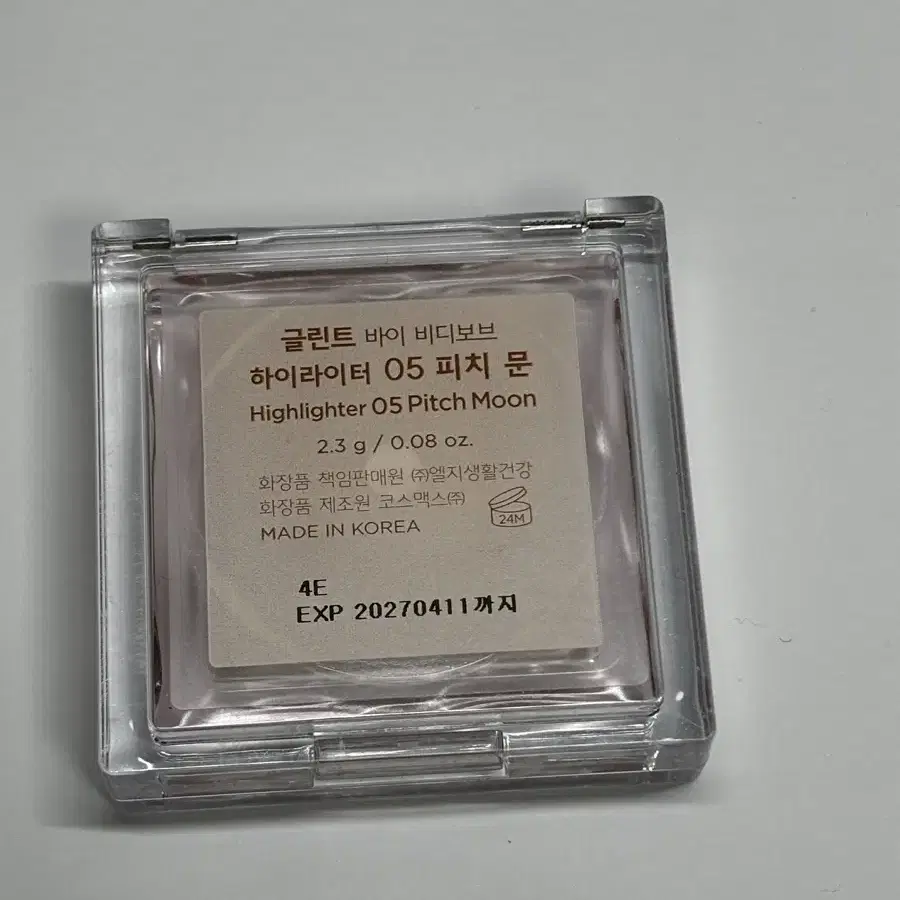 글린트 바이 비디보브
하이라이터 05 피치 문
Highlighter 05 Pitch Moon
2.3 g / 0.08 oz.
화장품 책임판매원 ㈜엘지생활건강
화장품 제조원 코스맥스㈜
24M
MADE IN KOREA
4E
EXP 20270411까지